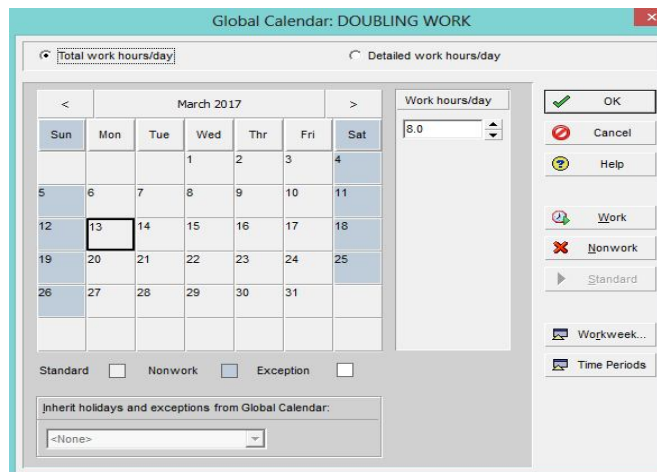 Global Calendar: DOUBLING WORK
Total work hours/day
Detailed work hours/day
< March 2017 >
Sun Mon Tue Wed Thr Fri Sat
1 2 3 4
5 6 7 8 9 10 11
12 13 14 15 16 17 18
19 20 21 22 23 24 25
26 27 28 29 30 31
Standard Nonwork Exception
Inherit holidays and exceptions from Global Calendar:
<None>
Work hours/day
8.0
OK
Cancel
Help
Work
Nonwork
Standard
Workweek...
Time Periods